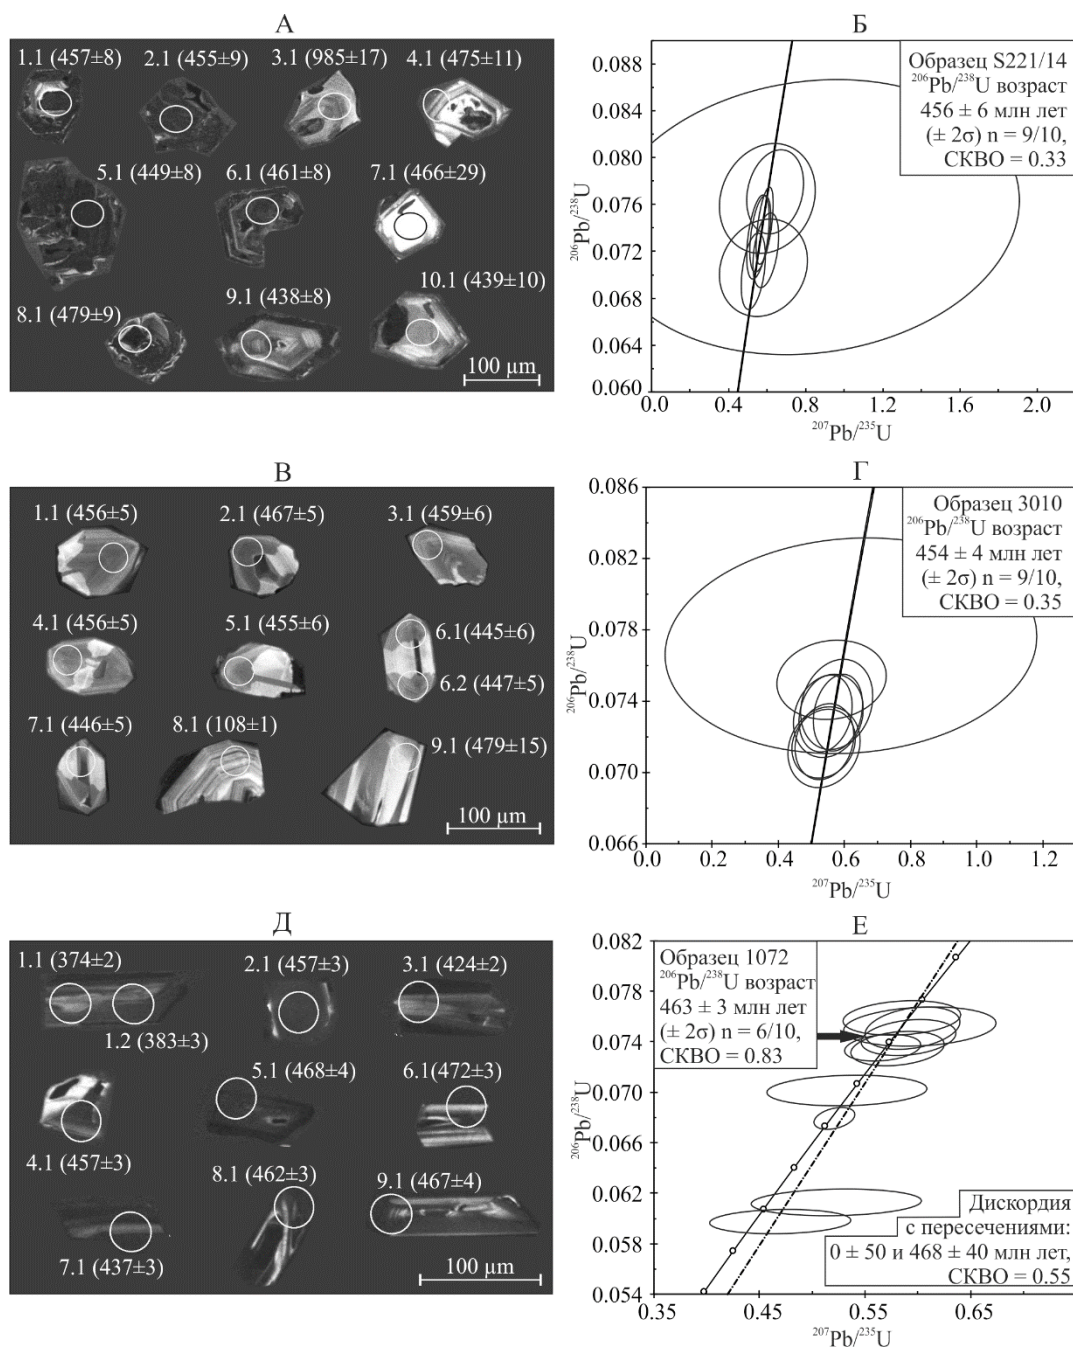 А
1.1 (457±8)
2.1 (455±9)
3.1 (985±17)
4.1 (475±11)
5.1 (449±8)
6.1 (461±8)
7.1 (466±29)
8.1 (479±9)
9.1 (438±8)
10.1 (439±10)
100 µm
Б
Образец S221/14
²⁰⁶Pb/²³⁸U возраст
456 ± 6 млн лет
(± 2σ) n = 9/10,
СКВО = 0.33
0.088
0.084
0.080
0.076
0.072
0.068
0.064
0.060
²⁰⁶Pb/²³⁸U
0.0 0.4 0.8 1.2 1.6 2.0
²⁰⁷Pb/²³⁵U
В
1.1 (456±5)
2.1 (467±5)
3.1 (459±6)
4.1 (456±5)
5.1 (455±6)
6.1(445±6)
6.2 (447±5)
7.1 (446±5)
8.1 (108±1)
9.1 (479±15)
100 µm
Г
Образец 3010
²⁰⁶Pb/²³⁸U возраст
454 ± 4 млн лет
(± 2σ) n = 9/10,
СКВО = 0.35
0.086
0.082
0.078
0.074
0.070
0.066
²⁰⁶Pb/²³⁸U
0.0 0.2 0.4 0.6 0.8 1.0 1.2
²⁰⁷Pb/²³⁵U
Д
1.1 (374±2)
1.2 (383±3)
2.1 (457±3)
3.1 (424±2)
4.1 (457±3)
5.1 (468±4)
6.1(472±3)
7.1 (437±3)
8.1 (462±3)
9.1 (467±4)
100 µm
Е
Образец 1072
²⁰⁶Pb/²³⁸U возраст
463 ± 3 млн лет
(± 2σ) n = 6/10,
СКВО = 0.83
0.082
0.078
0.074
0.070
0.066
0.062
0.058
0.054
²⁰⁶Pb/²³⁸U
Дискордия
с пересечениями:
0 ± 50 и 468 ± 40 млн лет,
СКВО = 0.55
0.35 0.45 0.55 0.65
²⁰⁷Pb/²³⁵U